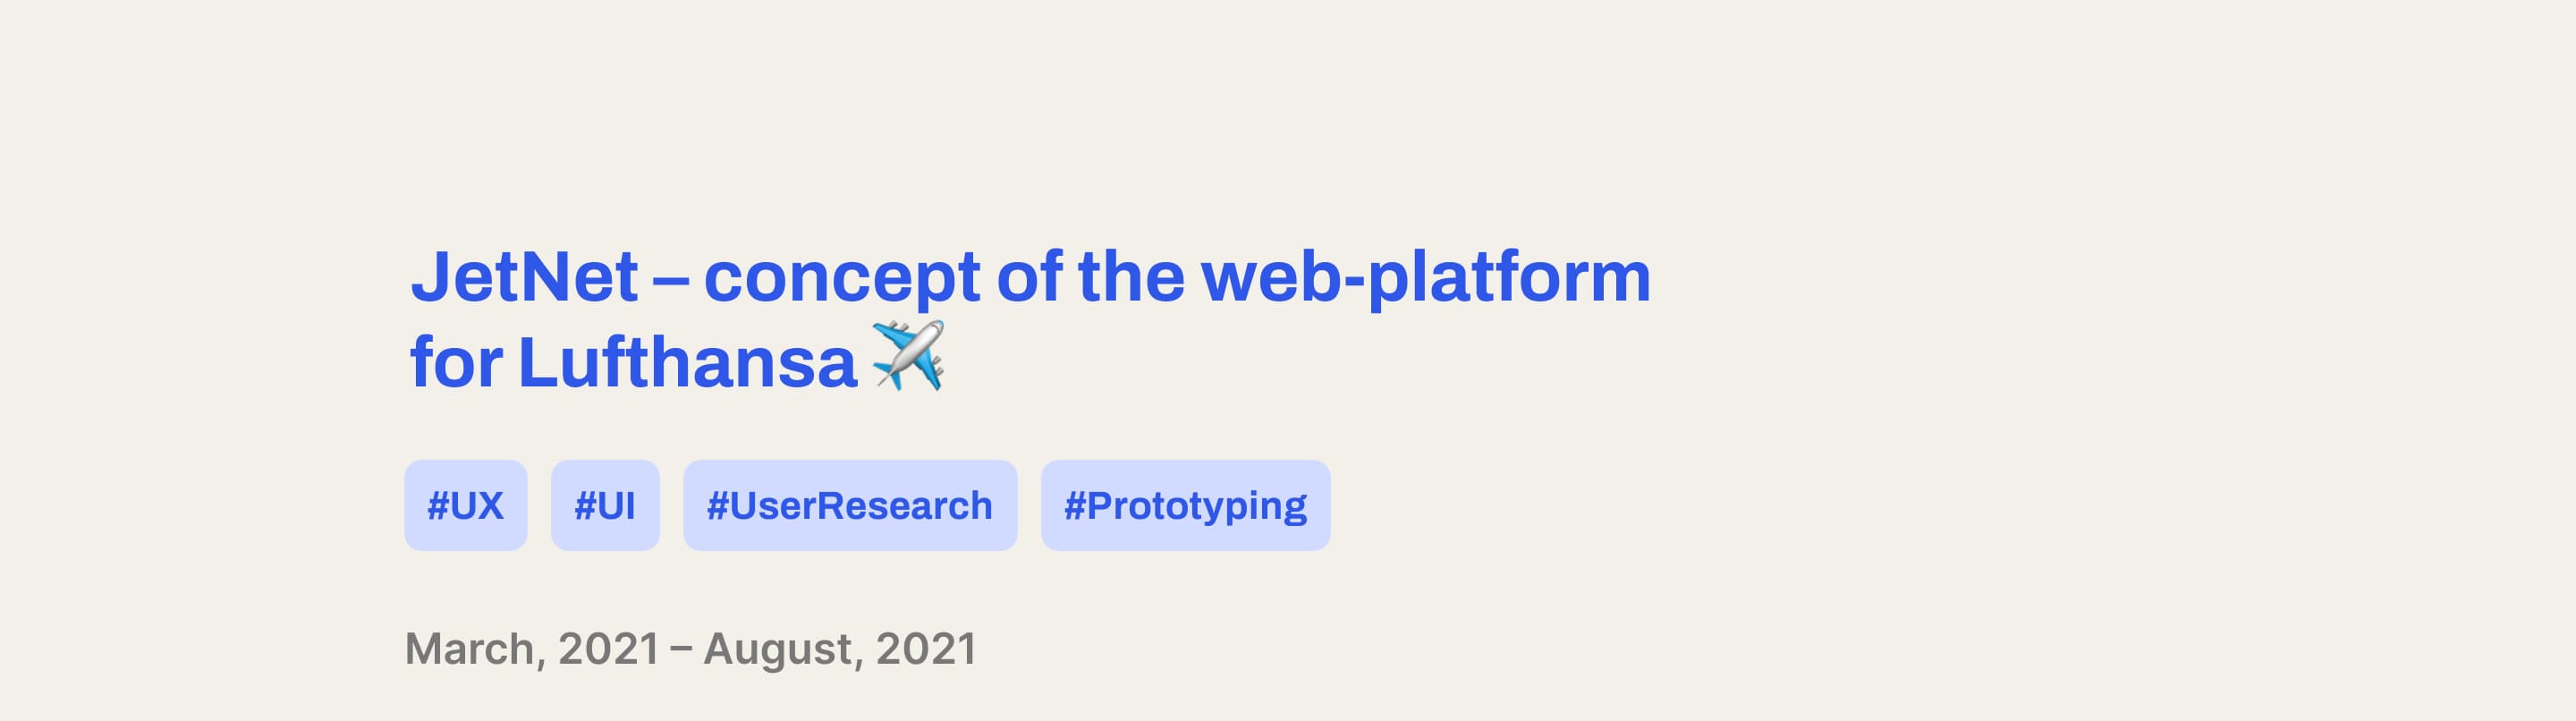 JetNet – concept of the web-platform
for Lufthansa ✈️
#UX #UI #UserResearch #Prototyping
March, 2021 – August, 2021